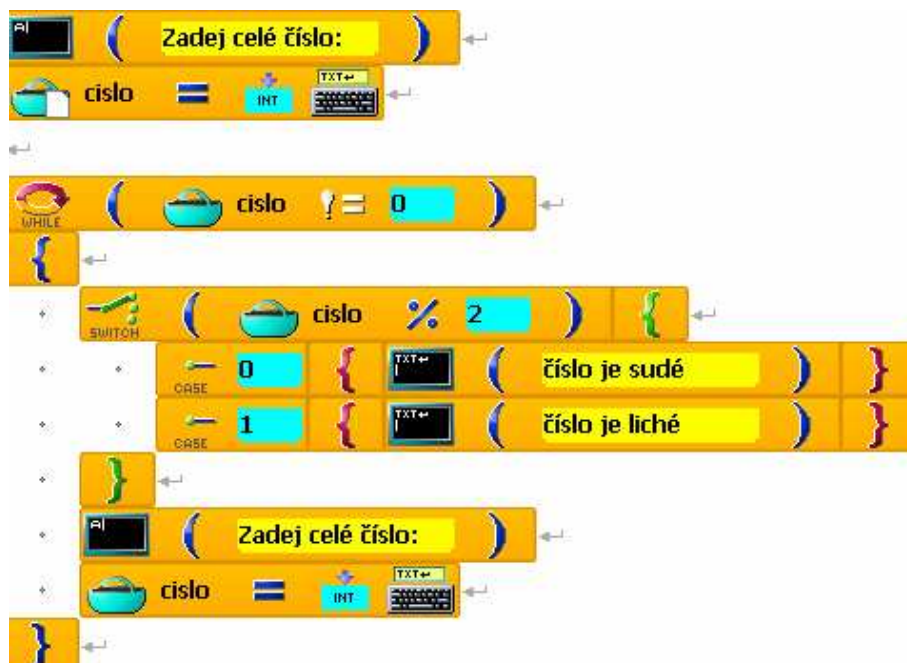 A| ( Zadej celé číslo: )
cislo = INT TXT↵
WHILE ( cislo != 0 )
{
SWITCH ( cislo % 2 ) {
CASE 0 { TXT↵ ( číslo je sudé ) }
CASE 1 { TXT↵ ( číslo je liché ) }
}
A| ( Zadej celé číslo: )
cislo = INT TXT↵
}